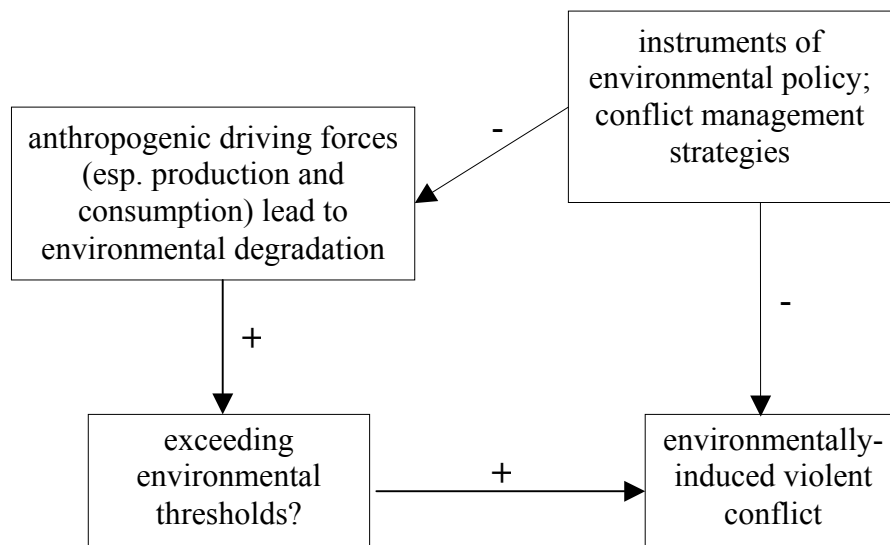 instruments of
environmental policy;
conflict management
strategies
-
anthropogenic driving forces
(esp. production and
consumption) lead to
environmental degradation
+
-
exceeding
environmental
thresholds?
+
environmentally-
induced violent
conflict